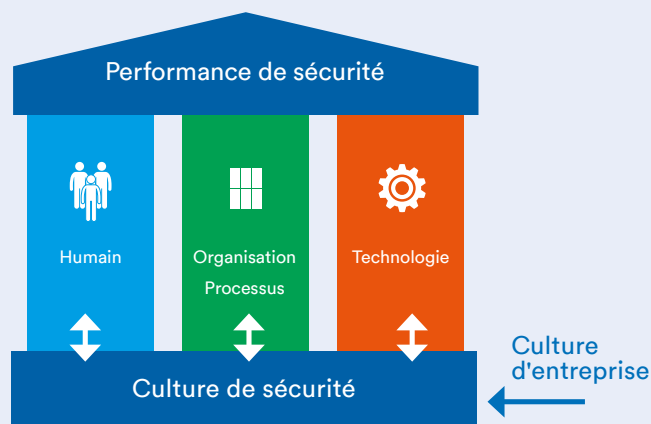 Performance de sécurité
Humain
Organisation
Processus
Technologie
Culture de sécurité
Culture
d'entreprise